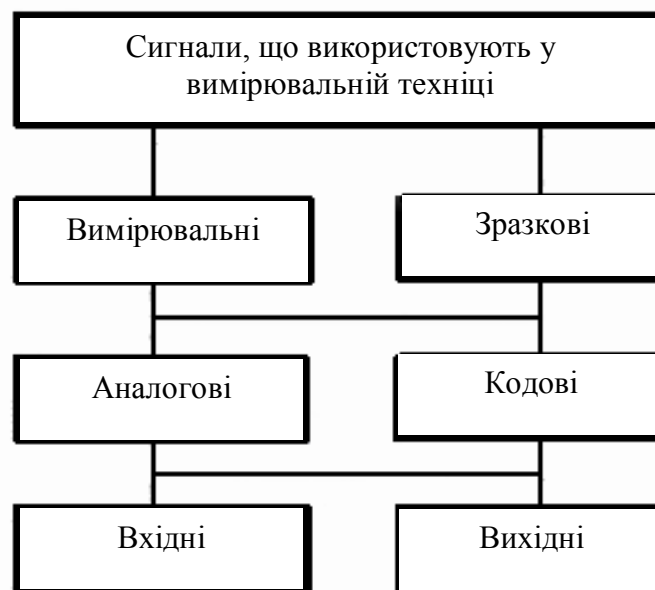 Сигнали, що використовують у
вимірювальній техніці
Вимірювальні
Зразкові
Аналогові
Кодові
Вхідні
Вихідні